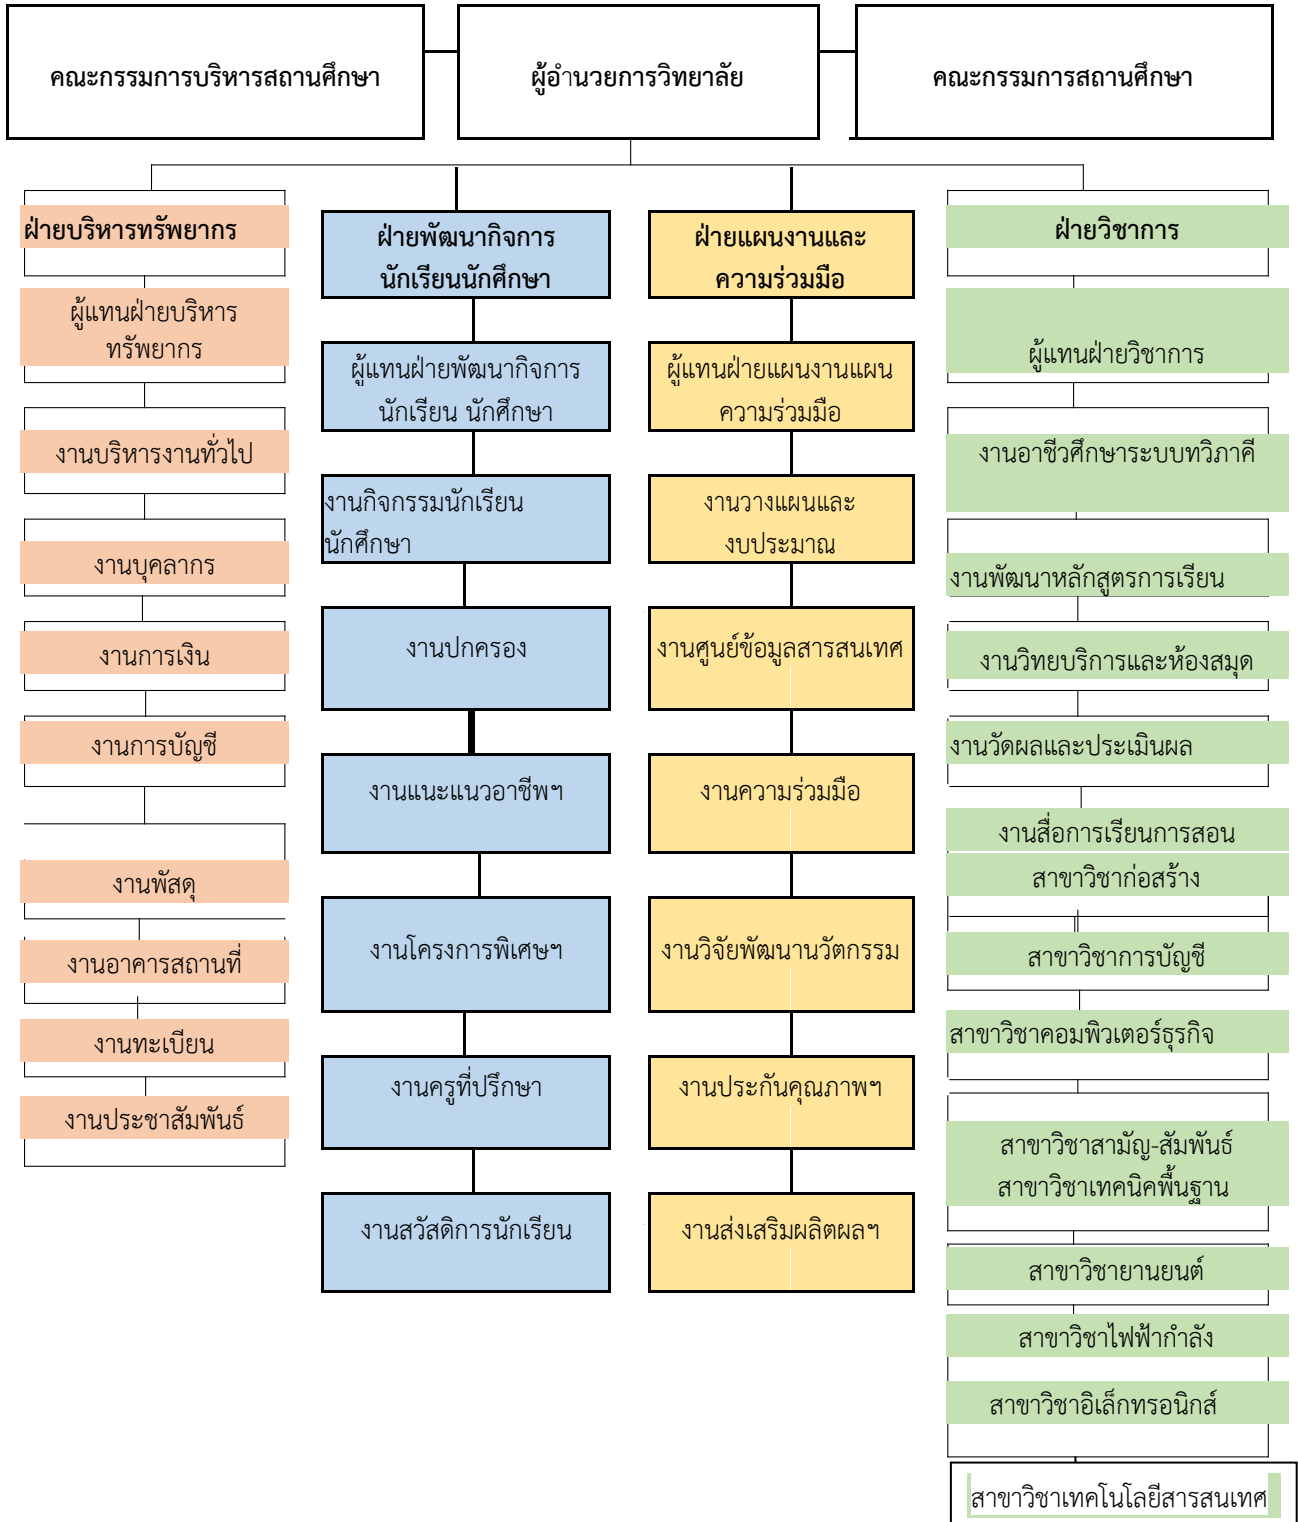 คณะกรรมการบริหารสถานศึกษา
ผู้อำนวยการวิทยาลัย
คณะกรรมการสถานศึกษา
ฝ่ายบริหารทรัพยากร
ผู้แทนฝ่ายบริหาร
ทรัพยากร
งานบริหารงานทั่วไป
งานบุคลากร
งานการเงิน
งานการบัญชี
งานพัสดุ
งานอาคารสถานที่
งานทะเบียน
งานประชาสัมพันธ์
ฝ่ายพัฒนากิจการ
นักเรียนนักศึกษา
ผู้แทนฝ่ายพัฒนากิจการ
นักเรียน นักศึกษา
งานกิจกรรมนักเรียน
นักศึกษา
งานปกครอง
งานแนะแนวอาชีพฯ
งานโครงการพิเศษฯ
งานครูที่ปรึกษา
งานสวัสดิการนักเรียน
ฝ่ายแผนงานและ
ความร่วมมือ
ผู้แทนฝ่ายแผนงานแผน
ความร่วมมือ
งานวางแผนและ
งบประมาณ
งานศูนย์ข้อมูลสารสนเทศ
งานความร่วมมือ
งานวิจัยพัฒนานวัตกรรม
งานประกันคุณภาพฯ
งานส่งเสริมผลิตผลฯ
ฝ่ายวิชาการ
ผู้แทนฝ่ายวิชาการ
งานอาชีวศึกษาระบบทวิภาคี
งานพัฒนาหลักสูตรการเรียน
งานวิทยบริการและห้องสมุด
งานวัดผลและประเมินผล
งานสื่อการเรียนการสอน
สาขาวิชาก่อสร้าง
สาขาวิชาการบัญชี
สาขาวิชาคอมพิวเตอร์ธุรกิจ
สาขาวิชาสามัญ-สัมพันธ์
สาขาวิชาเทคนิคพื้นฐาน
สาขาวิชายานยนต์
สาขาวิชาไฟฟ้ากำลัง
สาขาวิชาอิเล็กทรอนิกส์
สาขาวิชาเทคโนโลยีสารสนเทศ